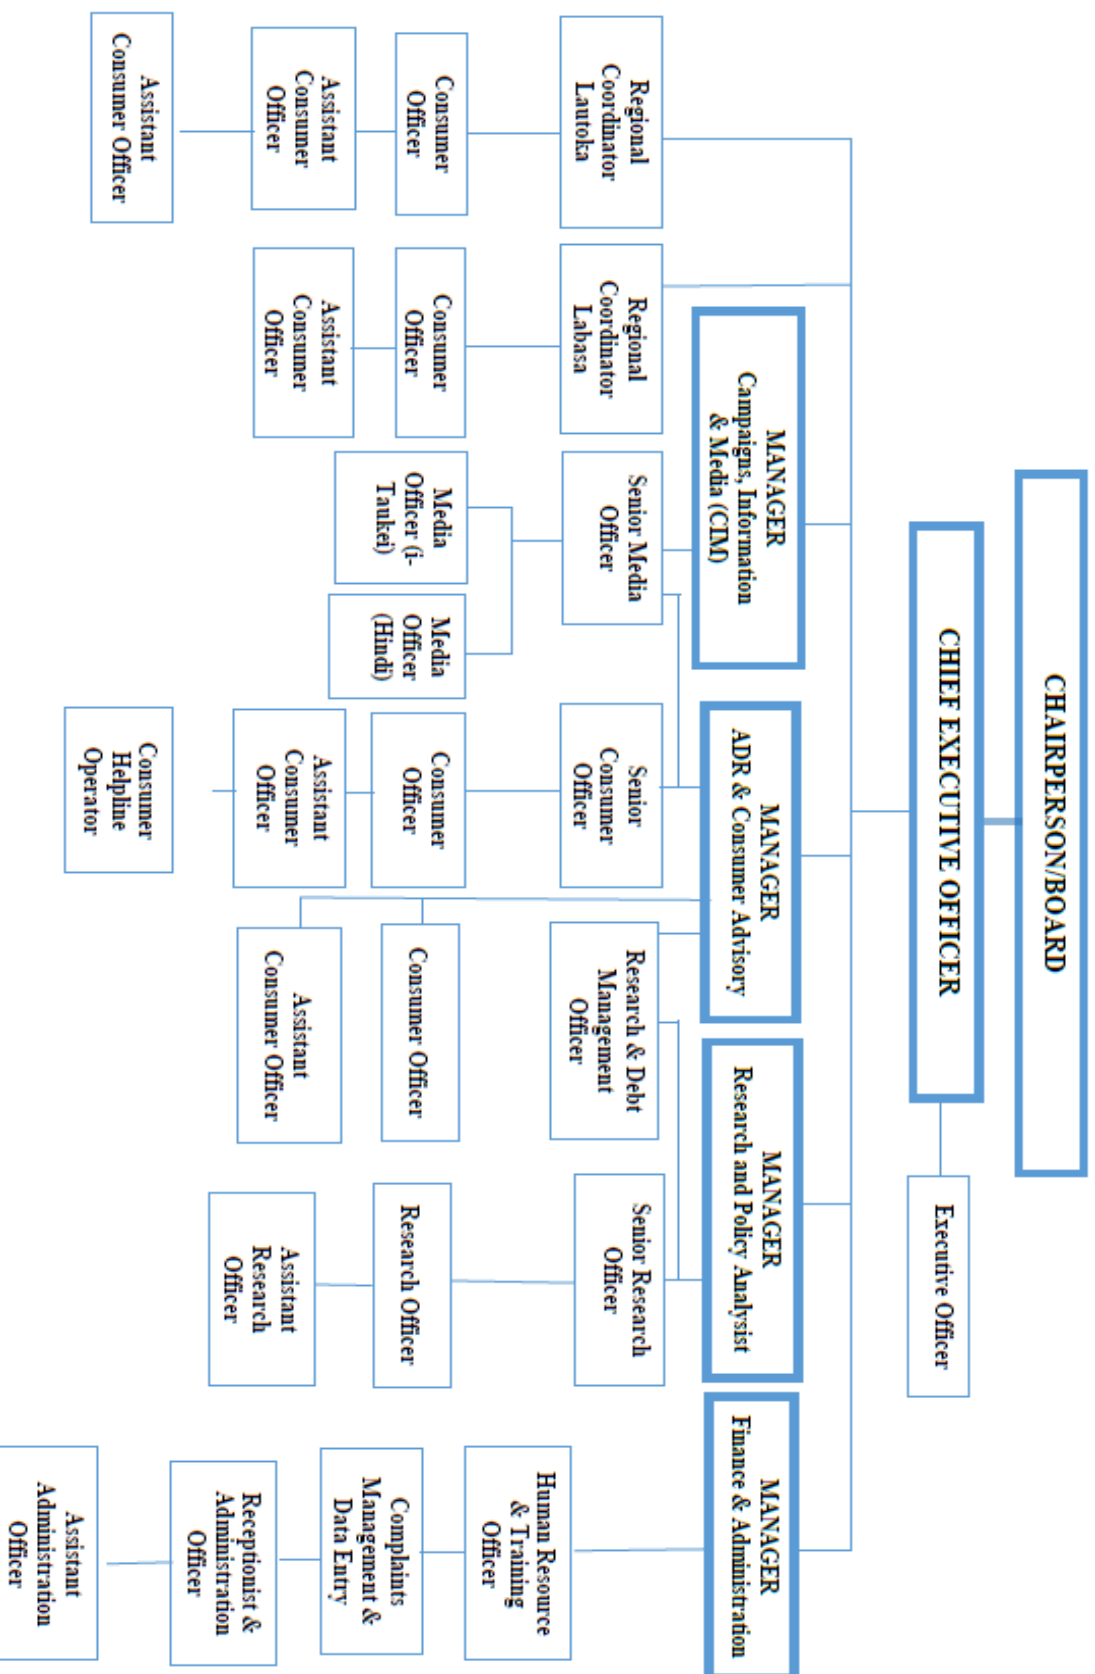 CHAIRPERSON/BOARD
CHIEF EXECUTIVE OFFICER
Executive Officer
MANAGER
Campaigns, Information
& Media (CIM)
MANAGER
ADR & Consumer Advisory
MANAGER
Research and Policy Analysist
MANAGER
Finance & Administration
Regional
Coordinator
Lautoka
Regional
Coordinator
Labasa
Senior Media
Officer
Senior
Consumer
Officer
Research & Debt
Management
Officer
Senior Research
Officer
Human Resource
& Training
Officer
Consumer
Officer
Consumer
Officer
Media
Officer (i-
Taukei)
Media
Officer
(Hindi)
Consumer
Officer
Consumer Officer
Research Officer
Complaints
Management &
Data Entry
Assistant
Consumer
Officer
Assistant
Consumer
Officer
Assistant
Consumer
Officer
Assistant
Consumer Officer
Assistant
Research
Officer
Receptionist &
Administration
Officer
Assistant
Consumer Officer
Consumer
Helpline
Operator
Assistant
Administration
Officer